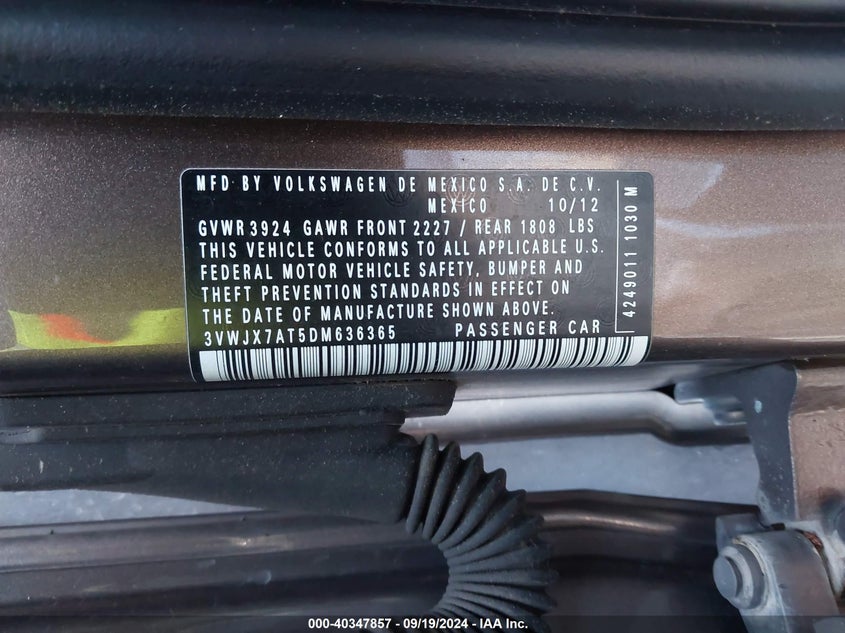 MFD BY VOLKSWAGEN DE MEXICO S.A. DE C.V.
MEXICO 10/12
GVWR 3924 GAWR FRONT 2227 / REAR 1808 LBS
THIS VEHICLE CONFORMS TO ALL APPLICABLE U.S.
FEDERAL MOTOR VEHICLE SAFETY, BUMPER AND
THEFT PREVENTION STANDARDS IN EFFECT ON
THE DATE OF MANUFACTURE SHOWN ABOVE.
3VWJX7AT5DM636365 PASSENGER CAR
4249011 1030 M
000-40347857 - 09/19/2024 - IAA Inc.